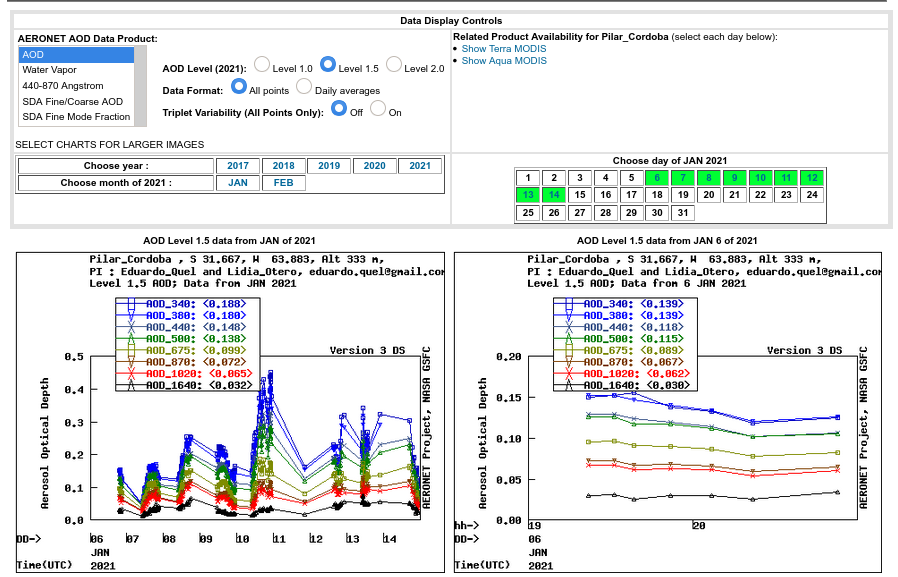 Data Display Controls
AERONET AOD Data Product:
AOD
Water Vapor
440-870 Angstrom
SDA Fine/Coarse AOD
SDA Fine Mode Fraction
AOD Level (2021): Level 1.0 Level 1.5 Level 2.0
Data Format: All points Daily averages
Triplet Variability (All Points Only): Off On
Related Product Availability for Pilar_Cordoba (select each day below):
• Show Terra MODIS
• Show Aqua MODIS
SELECT CHARTS FOR LARGER IMAGES
Choose year : 2017 2018 2019 2020 2021
Choose month of 2021 : JAN FEB
Choose day of JAN 2021
1 2 3 4 5 6 7 8 9 10 11 12
13 14 15 16 17 18 19 20 21 22 23 24
25 26 27 28 29 30 31
AOD Level 1.5 data from JAN of 2021
Pilar_Cordoba , S 31.667, W 63.883, Alt 333 m,
PI : Eduardo_Quel and Lidia_Otero, eduardo.quel@gmail.com
Level 1.5 AOD; Data from JAN 2021
AOD_340: <0.188>
AOD_380: <0.180>
AOD_440: <0.148>
AOD_500: <0.138>
AOD_675: <0.099>
AOD_870: <0.072>
AOD_1020: <0.065>
AOD_1640: <0.032>
Version 3 DS
Aerosol Optical Depth
0.5
0.4
0.3
0.2
0.1
0.0
AERONET Project, NASA GSFC
DD-> 06 07 08 09 10 11 12 13 14
JAN
Time(UTC) 2021
AOD Level 1.5 data from JAN 6 of 2021
Pilar_Cordoba , S 31.667, W 63.883, Alt 333 m,
PI : Eduardo_Quel and Lidia_Otero, eduardo.quel@gmail.com
Level 1.5 AOD; Data from 6 JAN 2021
AOD_340: <0.139>
AOD_380: <0.139>
AOD_440: <0.118>
AOD_500: <0.115>
AOD_675: <0.089>
AOD_870: <0.067>
AOD_1020: <0.062>
AOD_1640: <0.030>
Version 3 DS
Aerosol Optical Depth
0.20
0.15
0.10
0.05
0.00
AERONET Project, NASA GSFC
hh-> 19 20
DD-> 06
JAN
Time(UTC) 2021